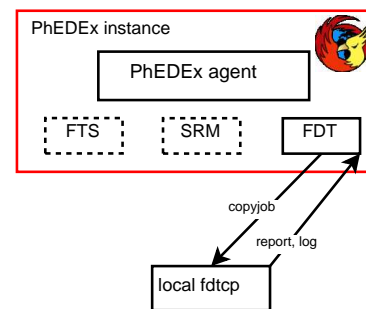 PhEDEx instance
PhEDEx agent
FTS
SRM
FDT
copyjob
report, log
local fdtcp